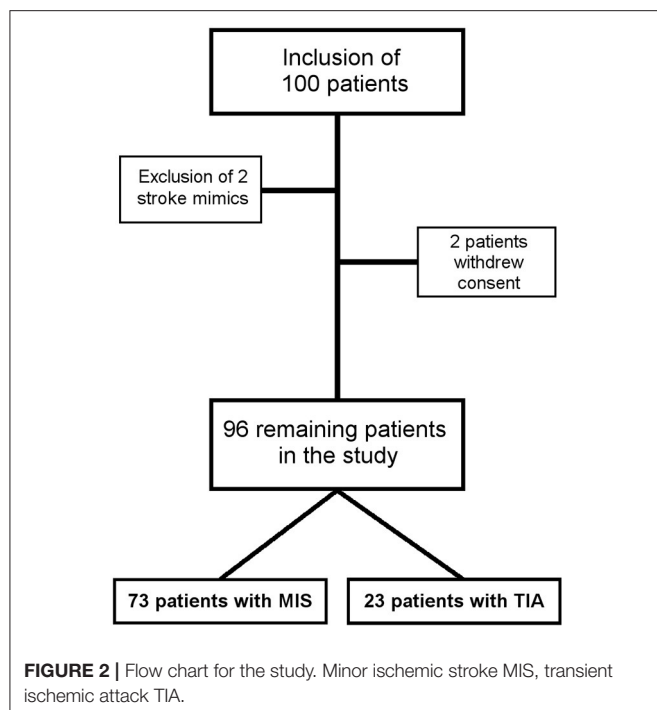 Inclusion of
100 patients
Exclusion of 2
stroke mimics
2 patients
withdrew
consent
96 remaining patients
in the study
73 patients with MIS
23 patients with TIA
FIGURE 2 | Flow chart for the study. Minor ischemic stroke MIS, transient
ischemic attack TIA.